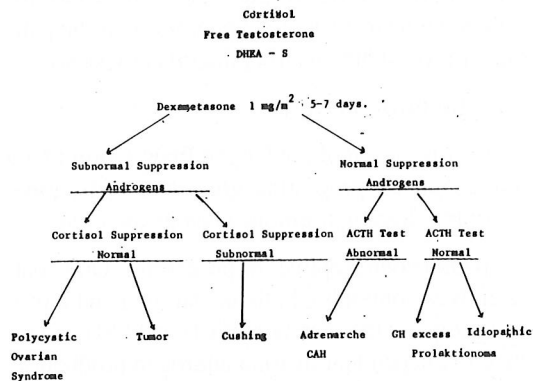 Cortisol
Free Testosterone
DHEA - S
Dexametasone 1 mg/m² 5-7 days.
Subnormal Suppression Normal Suppression
Androgens Androgens
Cortisol Suppression Cortisol Suppression ACTH Test ACTH Test
Normal Subnormal Abnormal Normal
Polycystic Tumor Cushing Adrenarche GH excess Idiopathic
Ovarian CAH Prolaktionoma
Syndrome